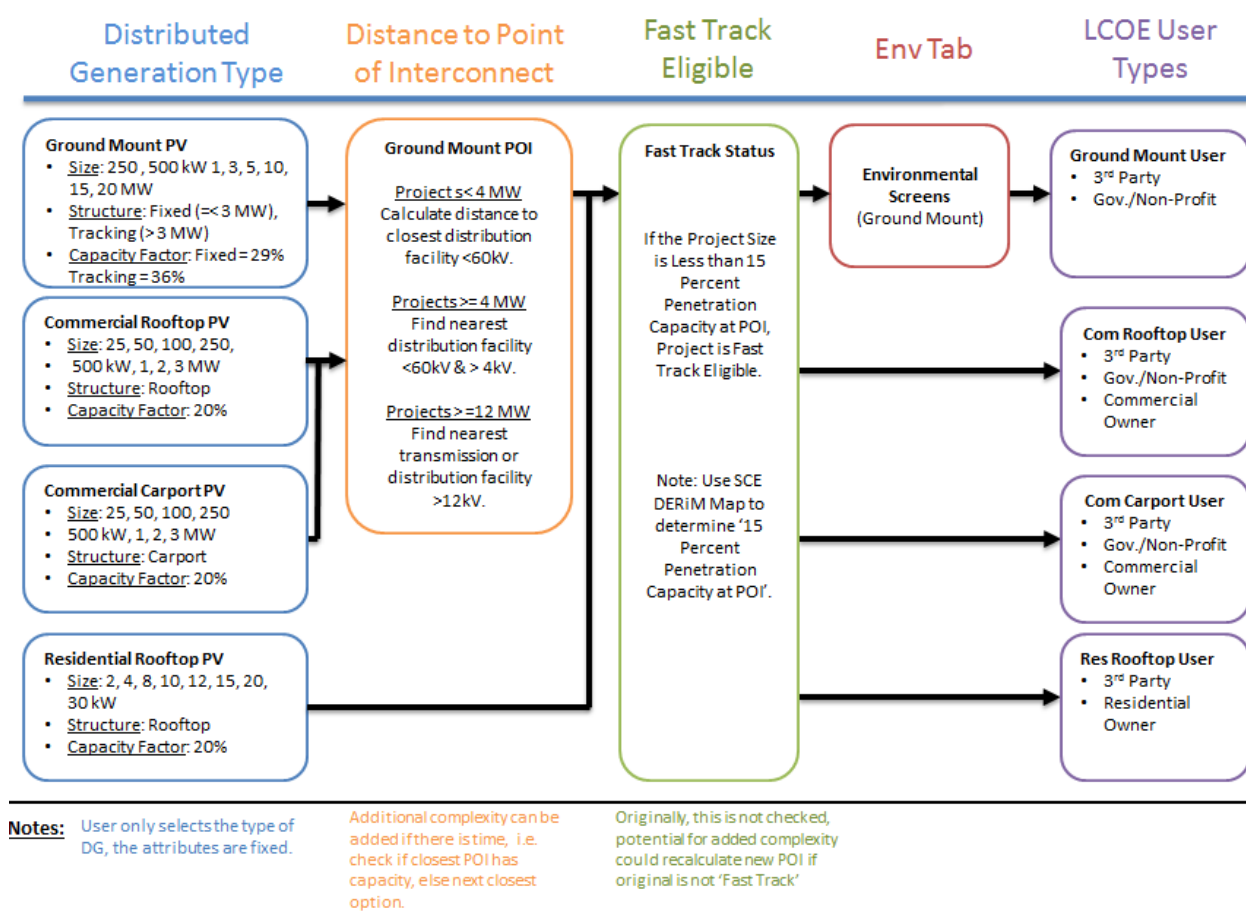 Distributed
Generation Type
Distance to Point
of Interconnect
Fast Track
Eligible
Env Tab
LCOE User
Types
Ground Mount PV
• Size: 250 , 500 kW 1, 3, 5, 10,
15, 20 MW
• Structure: Fixed (=< 3 MW),
Tracking (> 3 MW)
• Capacity Factor: Fixed = 29%
Tracking = 36%
Commercial Rooftop PV
• Size: 25, 50, 100, 250,
• 500 kW, 1, 2, 3 MW
• Structure: Rooftop
• Capacity Factor: 20%
Commercial Carport PV
• Size: 25, 50, 100, 250
• 500 kW, 1, 2, 3 MW
• Structure: Carport
• Capacity Factor: 20%
Residential Rooftop PV
• Size: 2, 4, 8, 10, 12, 15, 20,
30 kW
• Structure: Rooftop
• Capacity Factor: 20%
Ground Mount POI
Project s< 4 MW
Calculate distance to
closest distribution
facility <60kV.
Projects >= 4 MW
Find nearest
distribution facility
<60kV & > 4kV.
Projects > =12 MW
Find nearest
transmission or
distribution facility
>12kV.
Fast Track Status
If the Project Size
is Less than 15
Percent
Penetration
Capacity at POI,
Project is Fast
Track Eligible.
Note: Use SCE
DERiM Map to
determine ‘15
Percent
Penetration
Capacity at POI’.
Environmental
Screens
(Ground Mount)
Ground Mount User
• 3rd Party
• Gov./Non-Profit
Com Rooftop User
• 3rd Party
• Gov./Non-Profit
• Commercial
Owner
Com Carport User
• 3rd Party
• Gov./Non-Profit
• Commercial
Owner
Res Rooftop User
• 3rd Party
• Residential
Owner
Notes:
User only selects the type of
DG, the attributes are fixed.
Additional complexity can be
added if there is time, i.e.
check if closest POI has
capacity, else next closest
option.
Originally, this is not checked,
potential for added complexity
could recalculate new POI if
original is not ‘Fast Track’